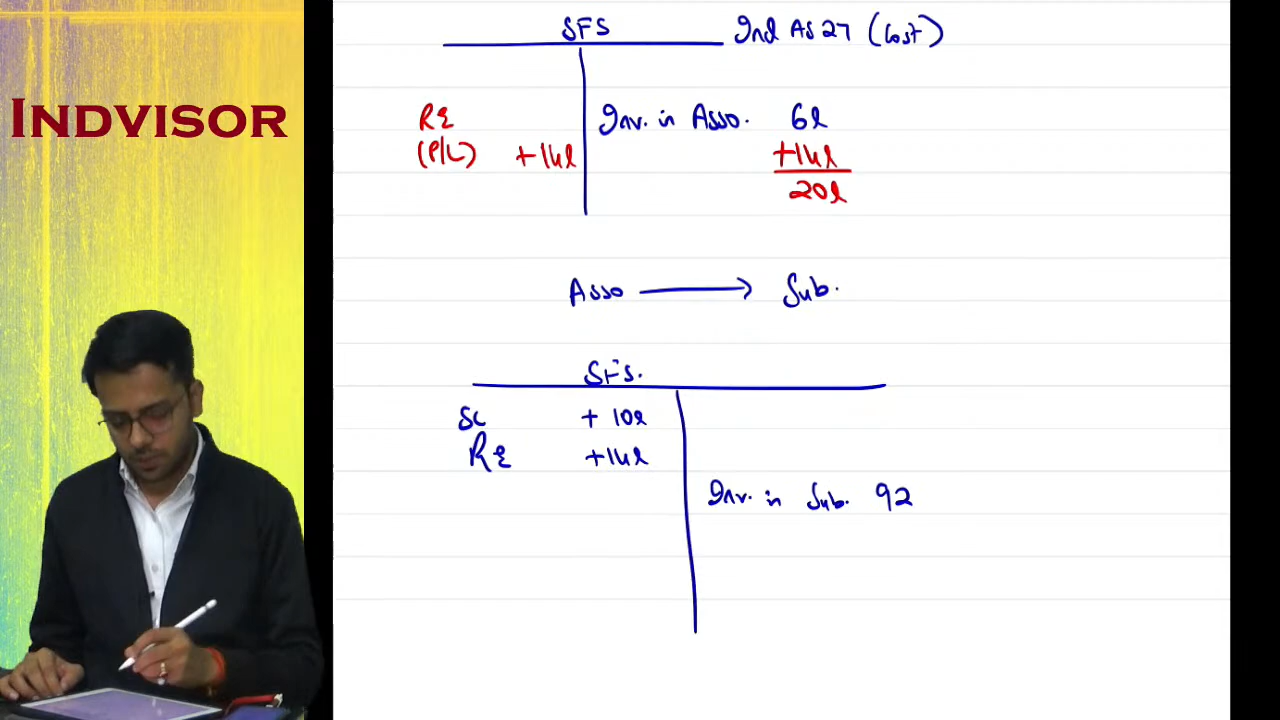 INDVISOR
SFS Ind AS 27 (Cost)
RE Inv. in Asso. 6l
(P/L) +14l +14l
20l
Asso → Sub.
SFS.
SC + 10l
RE +14l
Inv. in Sub. 92